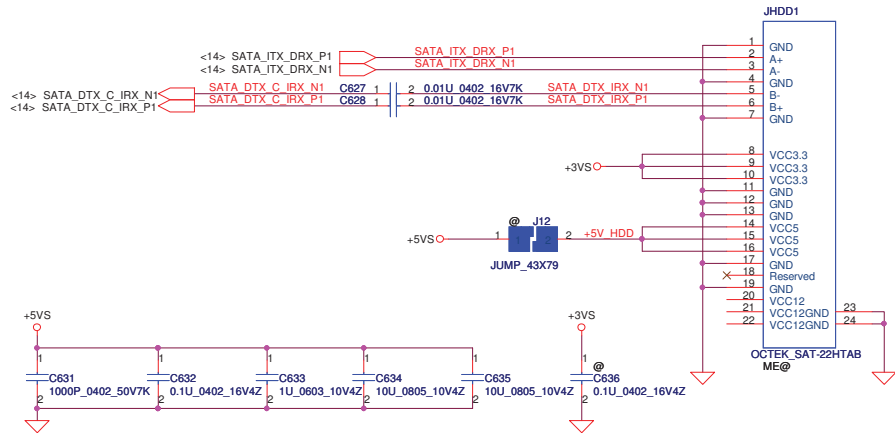 JHDD1
<14> SATA_ITX_DRX_P1 SATA_ITX_DRX_P1 1 GND
<14> SATA_ITX_DRX_N1 SATA_ITX_DRX_N1 2 A+
3 A-
4 GND
<14> SATA_DTX_C_IRX_N1 SATA_DTX_C_IRX_N1 C627 1 2 0.01U_0402_16V7K SATA_DTX_IRX_N1 5 B-
<14> SATA_DTX_C_IRX_P1 SATA_DTX_C_IRX_P1 C628 1 2 0.01U_0402_16V7K SATA_DTX_IRX_P1 6 B+
7 GND
8 VCC3.3
+3VS 9 VCC3.3
10 VCC3.3
11 GND
12 GND
13 GND
@ J12 14 VCC5
+5VS 1 1 2 2 +5V_HDD 15 VCC5
16 VCC5
JUMP_43X79 17 GND
18 Reserved
19 GND
20 VCC12
21 VCC12GND 23
22 VCC12GND 24
OCTEK_SAT-22HTAB
ME@
+5VS +3VS
1 1 1 1 1 1 @
C631 C632 C633 C634 C635 C636
1000P_0402_50V7K 0.1U_0402_16V4Z 1U_0603_10V4Z 10U_0805_10V4Z 10U_0805_10V4Z 0.1U_0402_16V4Z
2 2 2 2 2 2